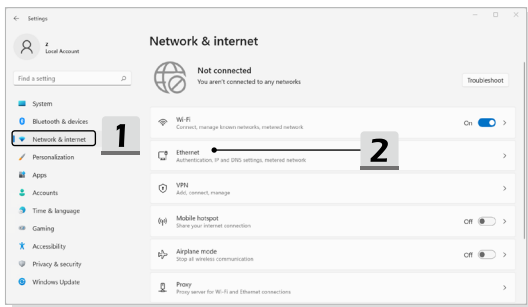 Settings
z
Local Account
Find a setting
System
Bluetooth & devices
Network & internet
Personalization
Apps
Accounts
Time & language
Gaming
Accessibility
Privacy & security
Windows Update
1
Network & internet
Not connected
You aren't connected to any networks
Troubleshoot
Wi-Fi
Connect, manage known networks, metered network
On
Ethernet
Authentication, IP and DNS settings, metered network
2
VPN
Add, connect, manage
Mobile hotspot
Share your internet connection
Off
Airplane mode
Stop all wireless communication
Off
Proxy
Proxy server for Wi-Fi and Ethernet connections